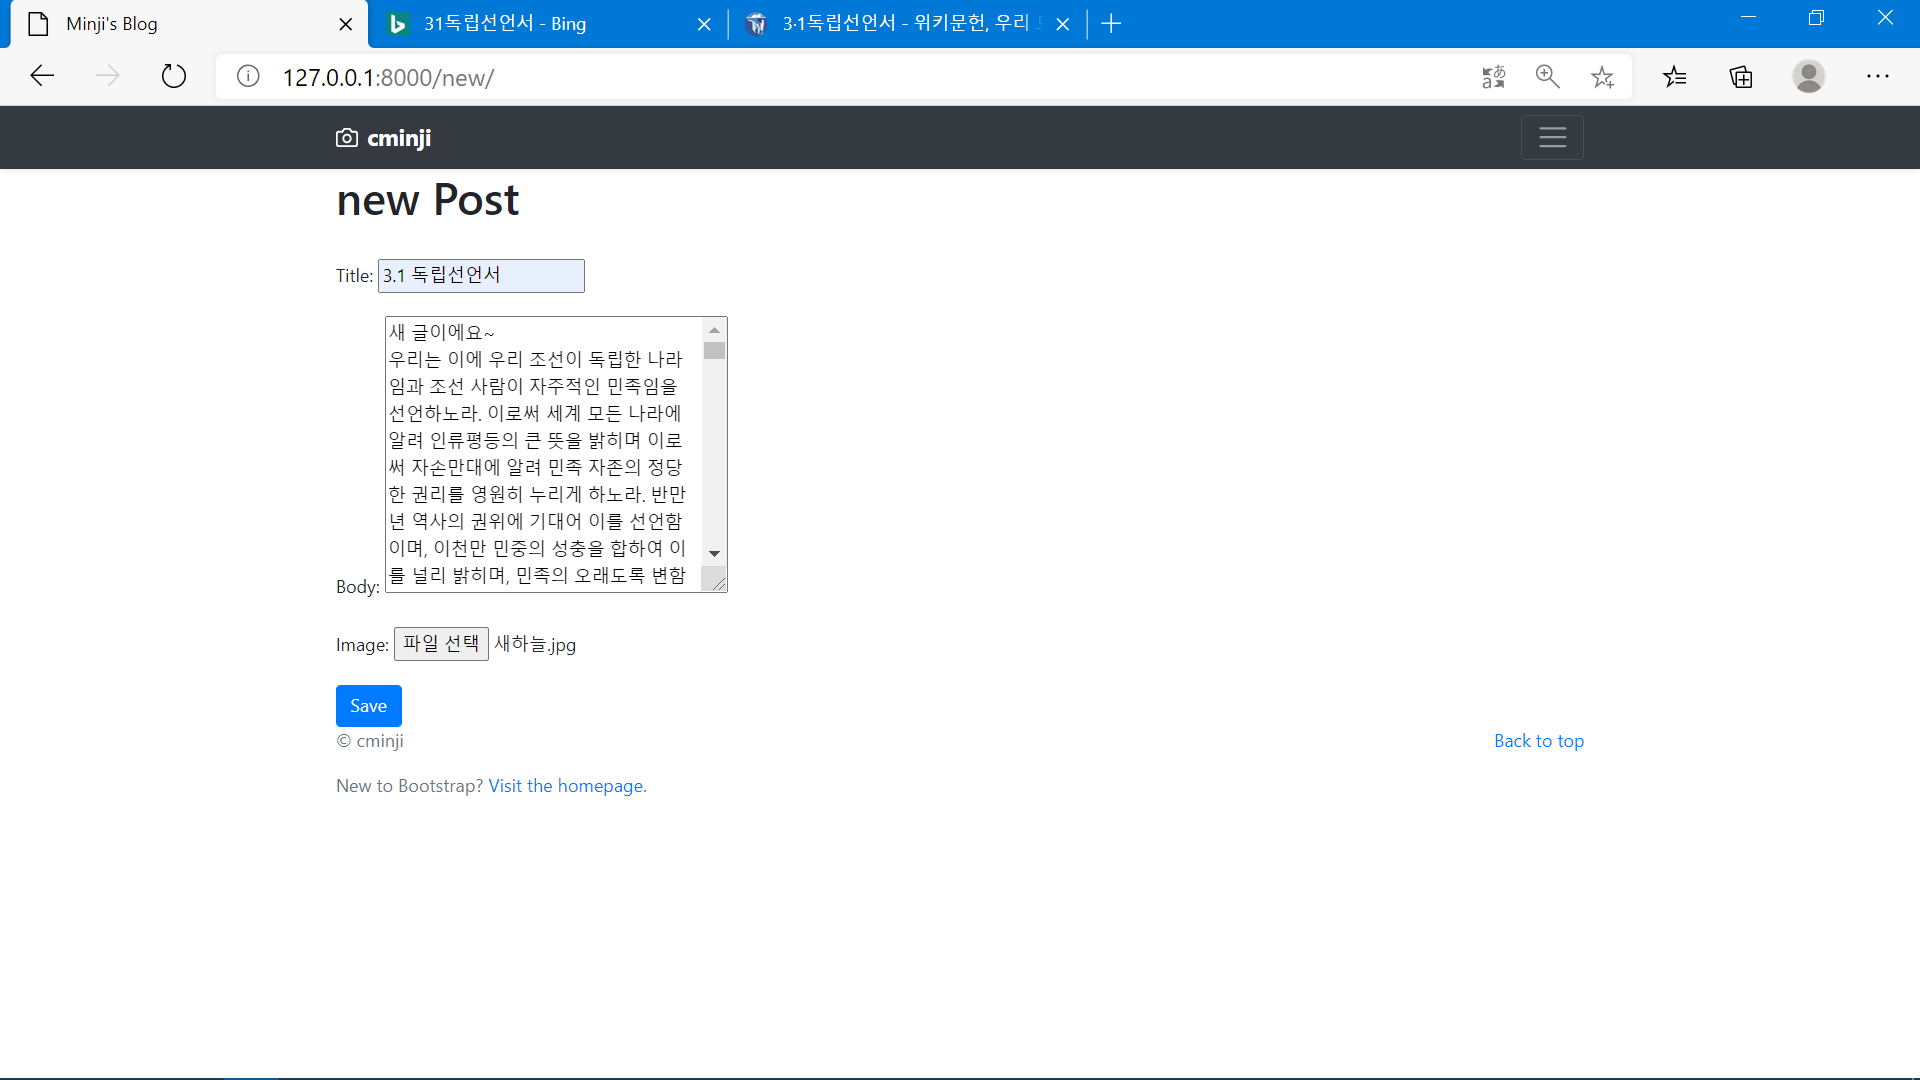 Minji's Blog
31독립선언서 - Bing
3·1독립선언서 - 위키문헌, 우리
127.0.0.1:8000/new/
cminji
new Post
Title: 3.1 독립선언서
새 글이에요~
우리는 이에 우리 조선이 독립한 나라
임과 조선 사람이 자주적인 민족임을
선언하노라. 이로써 세계 모든 나라에
알려 인류평등의 큰 뜻을 밝히며 이로
써 자손만대에 알려 민족 자존의 정당
한 권리를 영원히 누리게 하노라. 반만
년 역사의 권위에 기대어 이를 선언함
이며, 이천만 민중의 성충을 합하여 이
를 널리 밝히며, 민족의 오래도록 변함
Body:
Image: 파일 선택 새하늘.jpg
Save
© cminji
Back to top
New to Bootstrap? Visit the homepage.